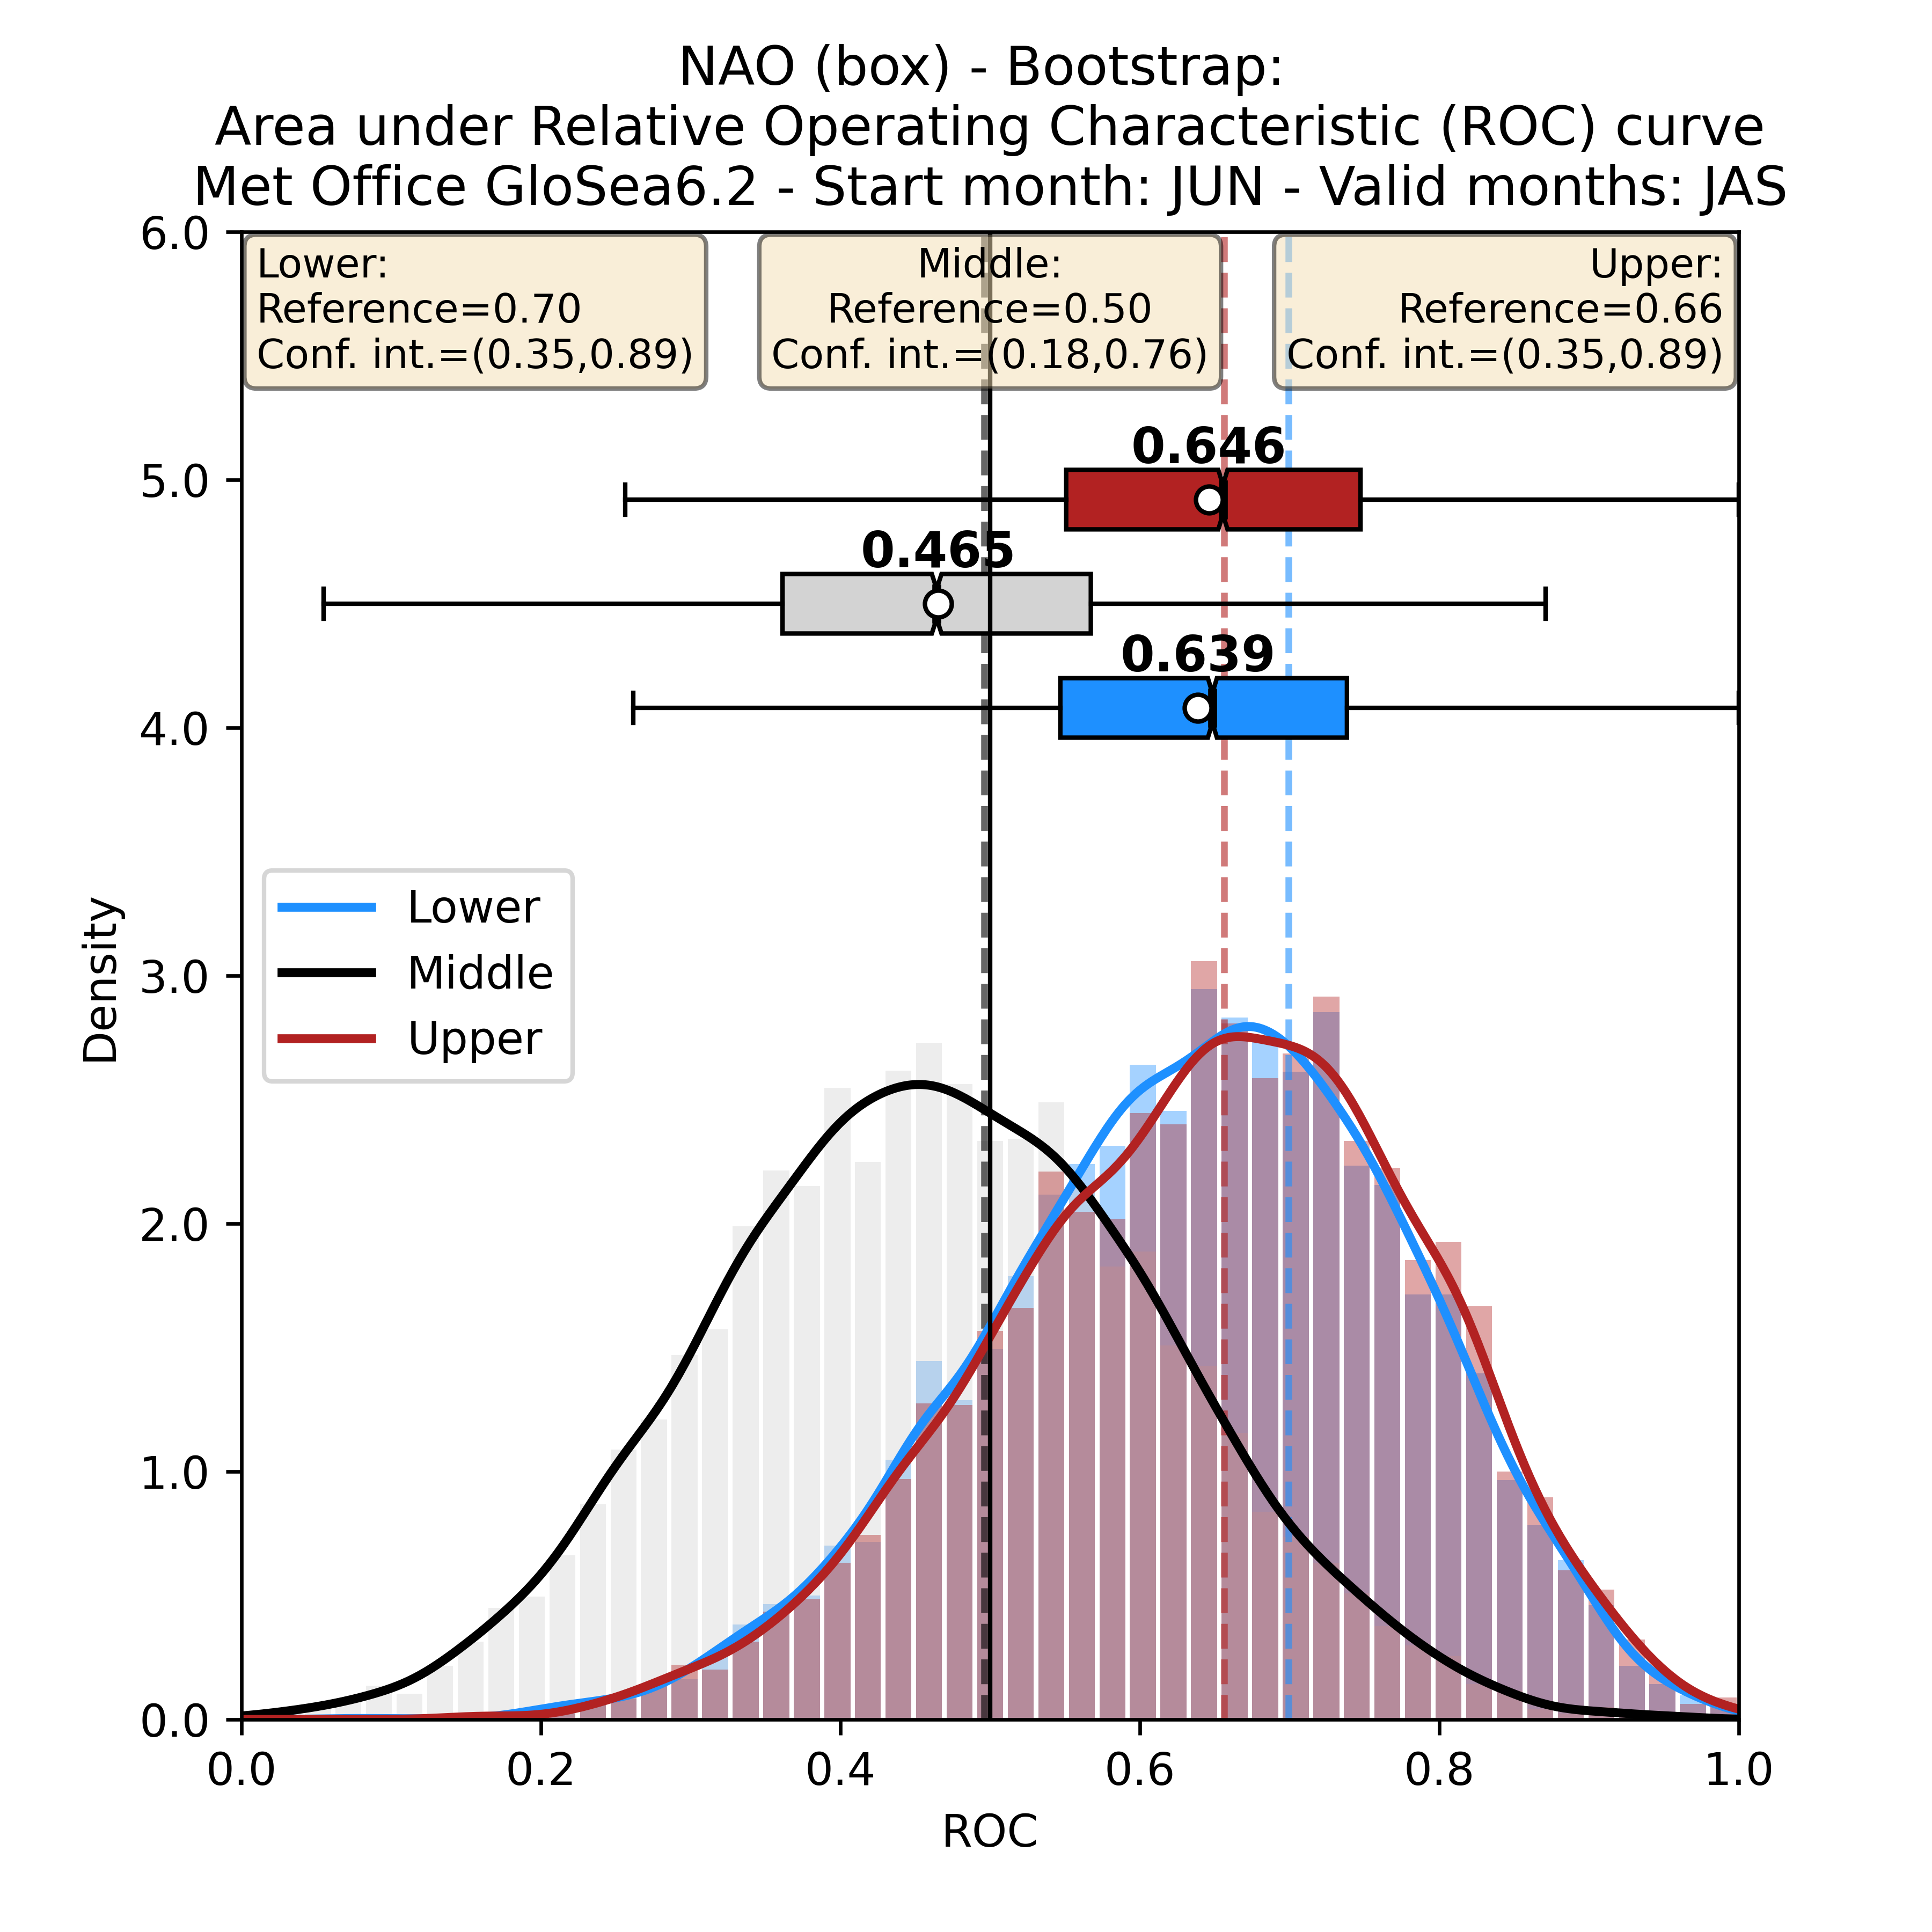 NAO (box) - Bootstrap:
Area under Relative Operating Characteristic (ROC) curve
Met Office GloSea6.2 - Start month: JUN - Valid months: JAS
Lower:
Reference=0.70
Conf. int.=(0.35,0.89)
Middle:
Reference=0.50
Conf. int.=(0.18,0.76)
Upper:
Reference=0.66
Conf. int.=(0.35,0.89)
0.646
0.465
0.639
Lower
Middle
Upper
Density
6.0
5.0
4.0
3.0
2.0
1.0
0.0
0.0 0.2 0.4 0.6 0.8 1.0
ROC